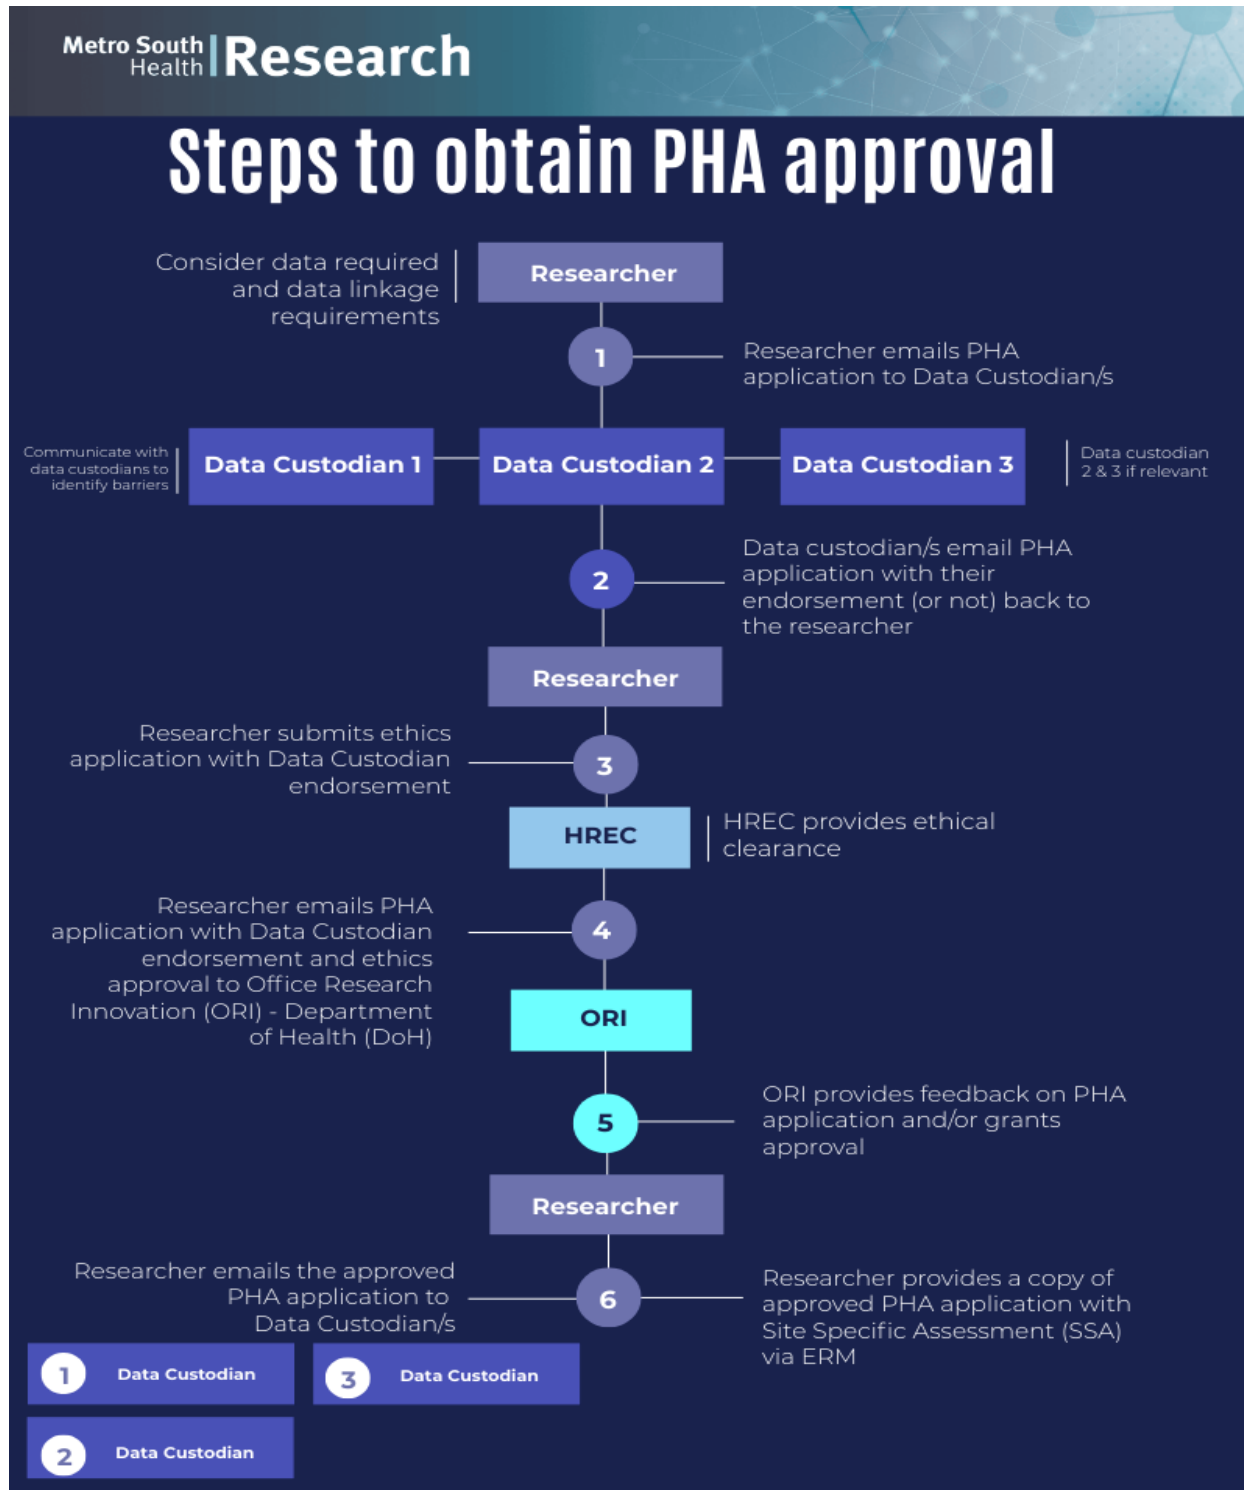 Metro South
Health
Research
Steps to obtain PHA approval
Consider data required
and data linkage
requirements
Researcher
1
Researcher emails PHA
application to Data Custodian/s
Communicate with
data custodians to
identify barriers
Data Custodian 1
Data Custodian 2
Data Custodian 3
Data custodian
2 & 3 if relevant
2
Data custodian/s email PHA
application with their
endorsement (or not) back to
the researcher
Researcher
Researcher submits ethics
application with Data Custodian
endorsement
3
HREC
HREC provides ethical
clearance
Researcher emails PHA
application with Data Custodian
endorsement and ethics
approval to Office Research
Innovation (ORI) - Department
of Health (DoH)
4
ORI
5
ORI provides feedback on PHA
application and/or grants
approval
Researcher
Researcher emails the approved
PHA application to
Data Custodian/s
6
Researcher provides a copy of
approved PHA application with
Site Specific Assessment (SSA)
via ERM
1 Data Custodian
3 Data Custodian
2 Data Custodian